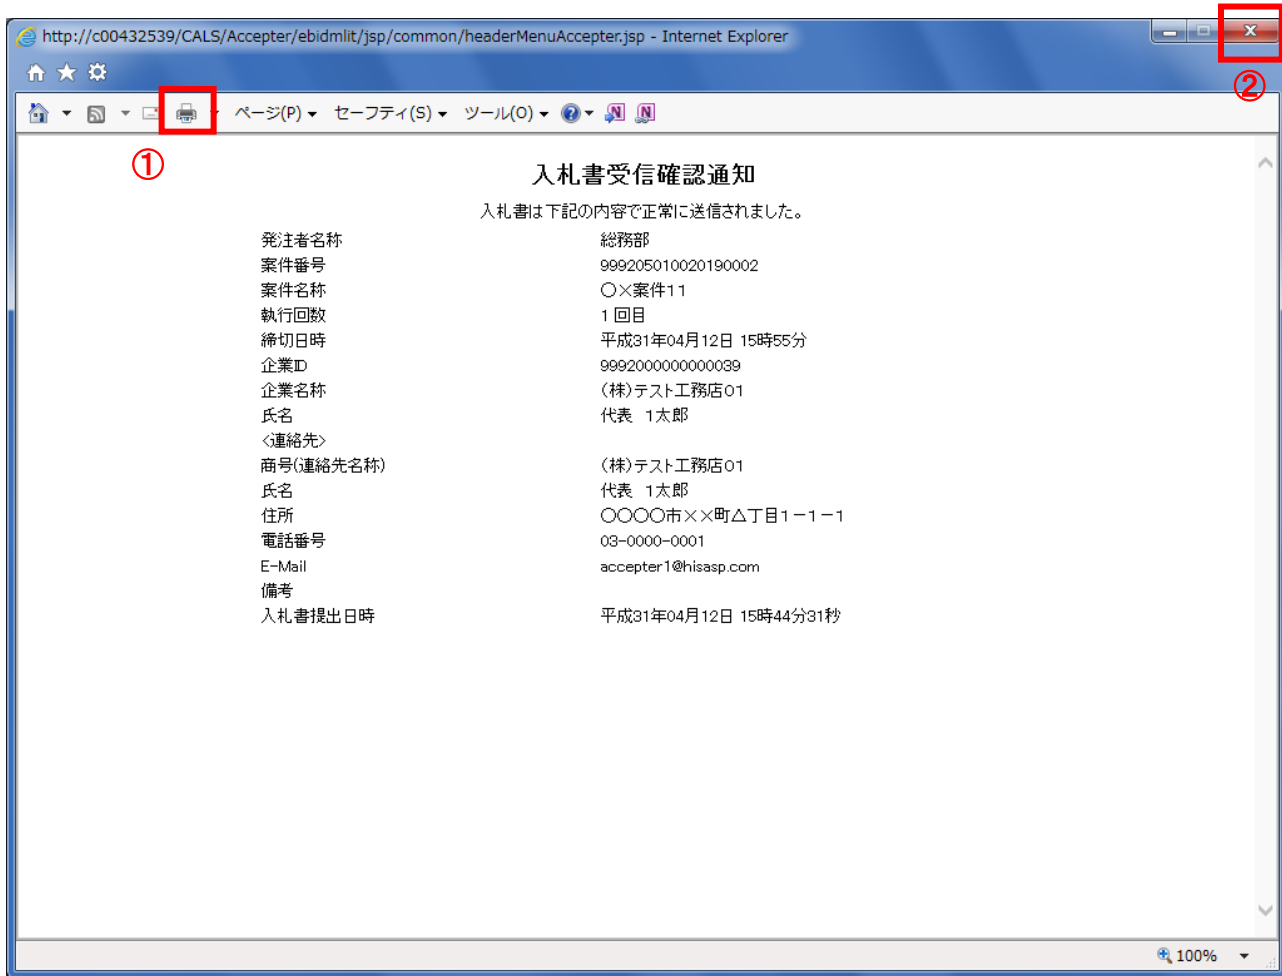 http://c00432539/CALS/Accepter/ebidmlit/jsp/common/headerMenuAccepter.jsp - Internet Explorer
②
ページ(P) セーフティ(S) ツール(O)
①
入札書受信確認通知
入札書は下記の内容で正常に送信されました。
発注者名称 総務部
案件番号 999205010020190002
案件名称 〇×案件11
執行回数 1回目
締切日時 平成31年04月12日 15時55分
企業ID 9992000000000039
企業名称 (株)テスト工務店01
氏名 代表 1太郎
<連絡先>
商号(連絡先名称) (株)テスト工務店01
氏名 代表 1太郎
住所 〇〇〇〇市××町△丁目1-1-1
電話番号 03-0000-0001
E-Mail accepter1@hisasp.com
備考
入札書提出日時 平成31年04月12日 15時44分31秒
100%